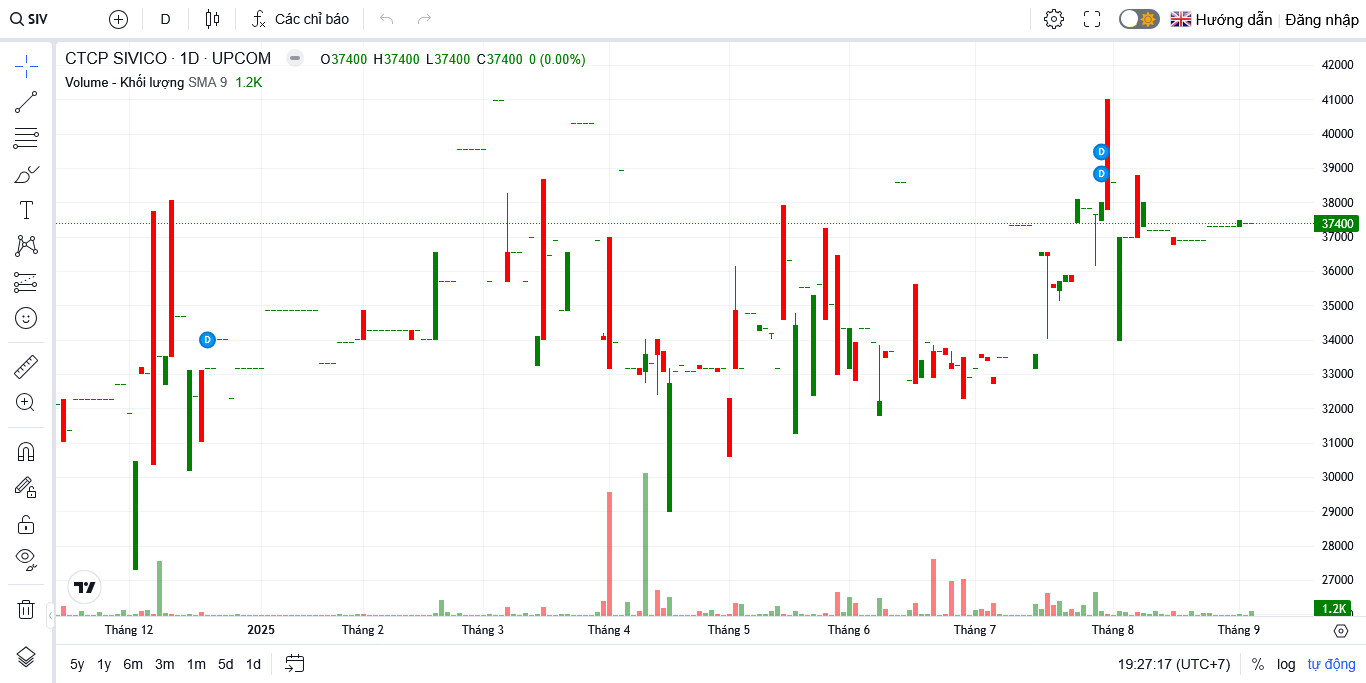 SIV D Các chỉ báo Hướng dẫn Đăng nhập
CTCP SIVICO · 1D · UPCOM O37400 H37400 L37400 C37400 0 (0.00%)
Volume - Khối lượng SMA 9 1.2K
42000
41000
40000
39000
38000
37400
37000
36000
35000
34000
33000
32000
31000
30000
29000
28000
27000
1.2K
D
D
D
Tháng 12 2025 Tháng 2 Tháng 3 Tháng 4 Tháng 5 Tháng 6 Tháng 7 Tháng 8 Tháng 9
5y 1y 6m 3m 1m 5d 1d 19:27:17 (UTC+7) % log tự động